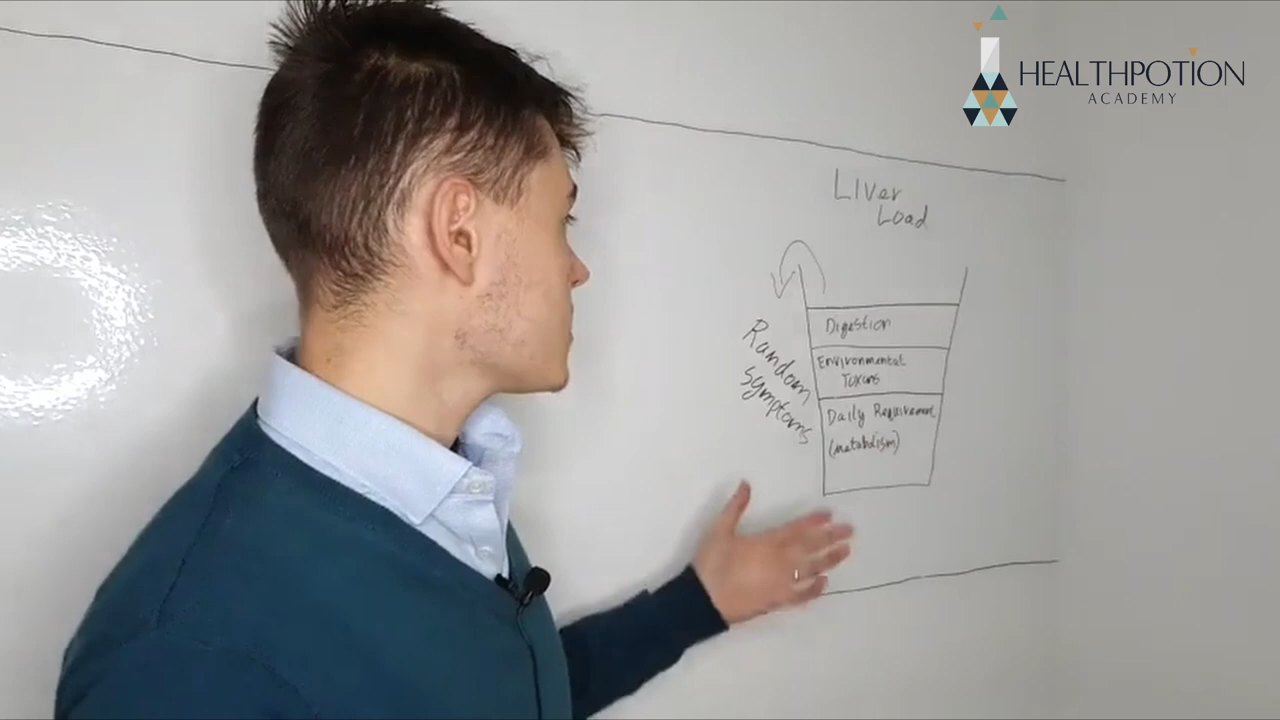 HEALTHPOTION
ACADEMY
Liver
Load
Digestion
Environmental
Toxins
Daily Requirement
(metabolism)
Random
symptoms